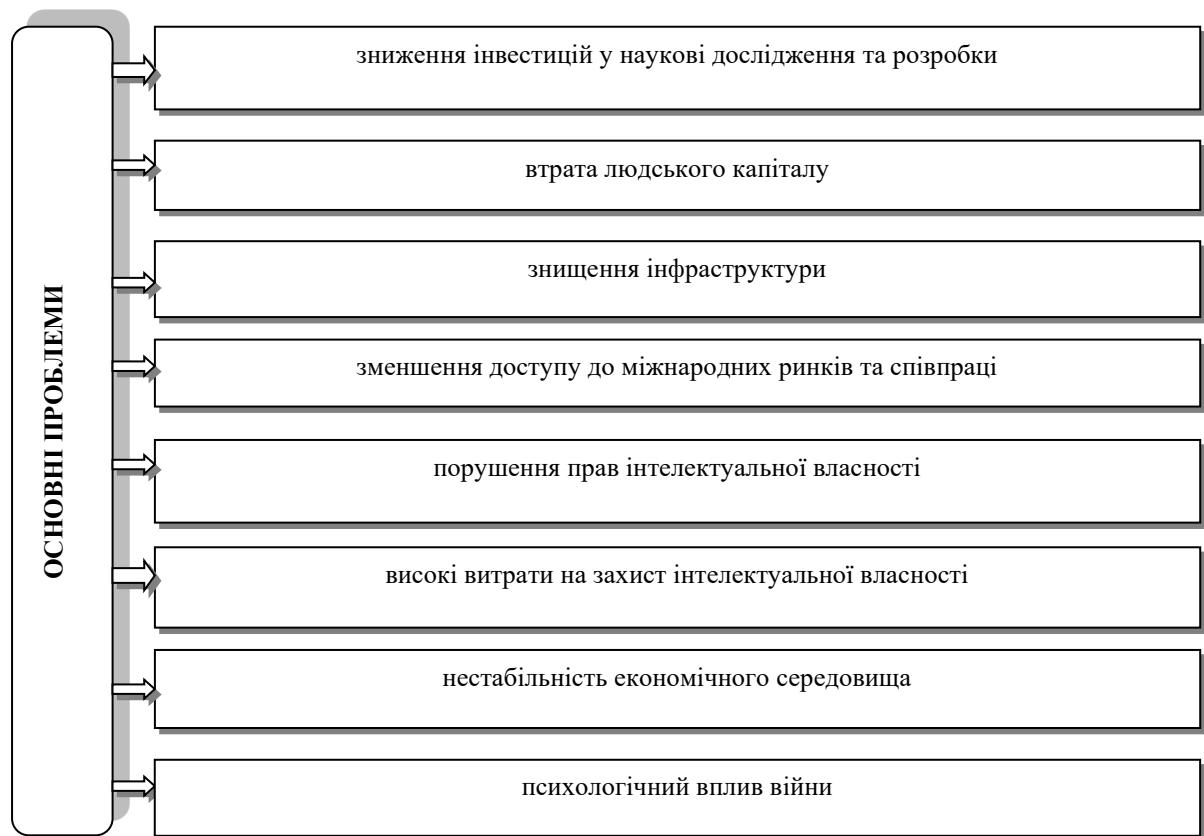 ОСНОВНІ ПРОБЛЕМИ
зниження інвестицій у наукові дослідження та розробки
втрата людського капіталу
знищення інфраструктури
зменшення доступу до міжнародних ринків та співпраці
порушення прав інтелектуальної власності
високі витрати на захист інтелектуальної власності
нестабільність економічного середовища
психологічний вплив війни